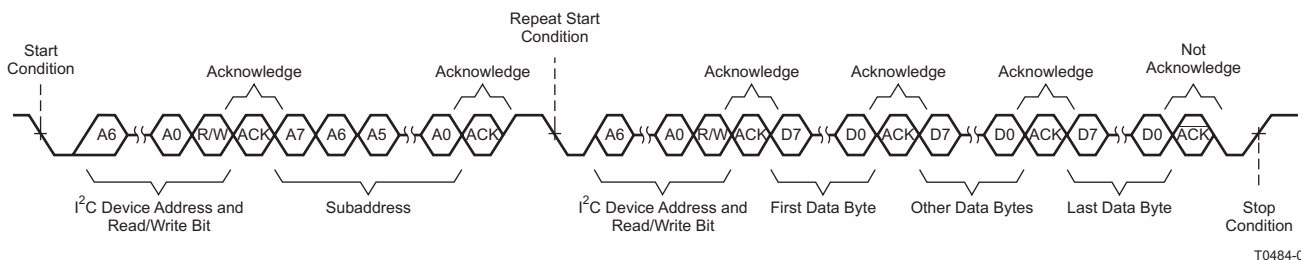 Repeat Start
Condition
Start
Condition
Not
Acknowledge
Acknowledge
Acknowledge
Acknowledge
Acknowledge
Acknowledge
A6 A0 R/W ACK A7 A6 A5 A0 ACK A6 A0 R/W ACK D7 D0 ACK D7 D0 ACK D7 D0 ACK
I²C Device Address and
Read/Write Bit
Subaddress
I²C Device Address and
Read/Write Bit
First Data Byte
Other Data Bytes
Last Data Byte
Stop
Condition